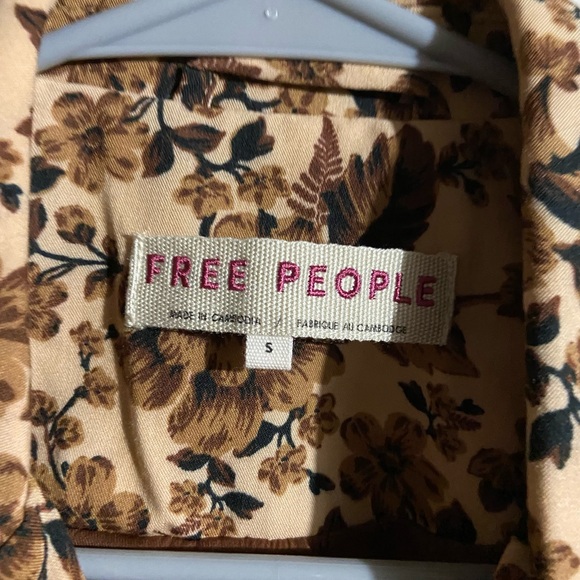 FREE PEOPLE
MADE IN CAMBODIA / FABRIQUE AU CAMBODGE
S